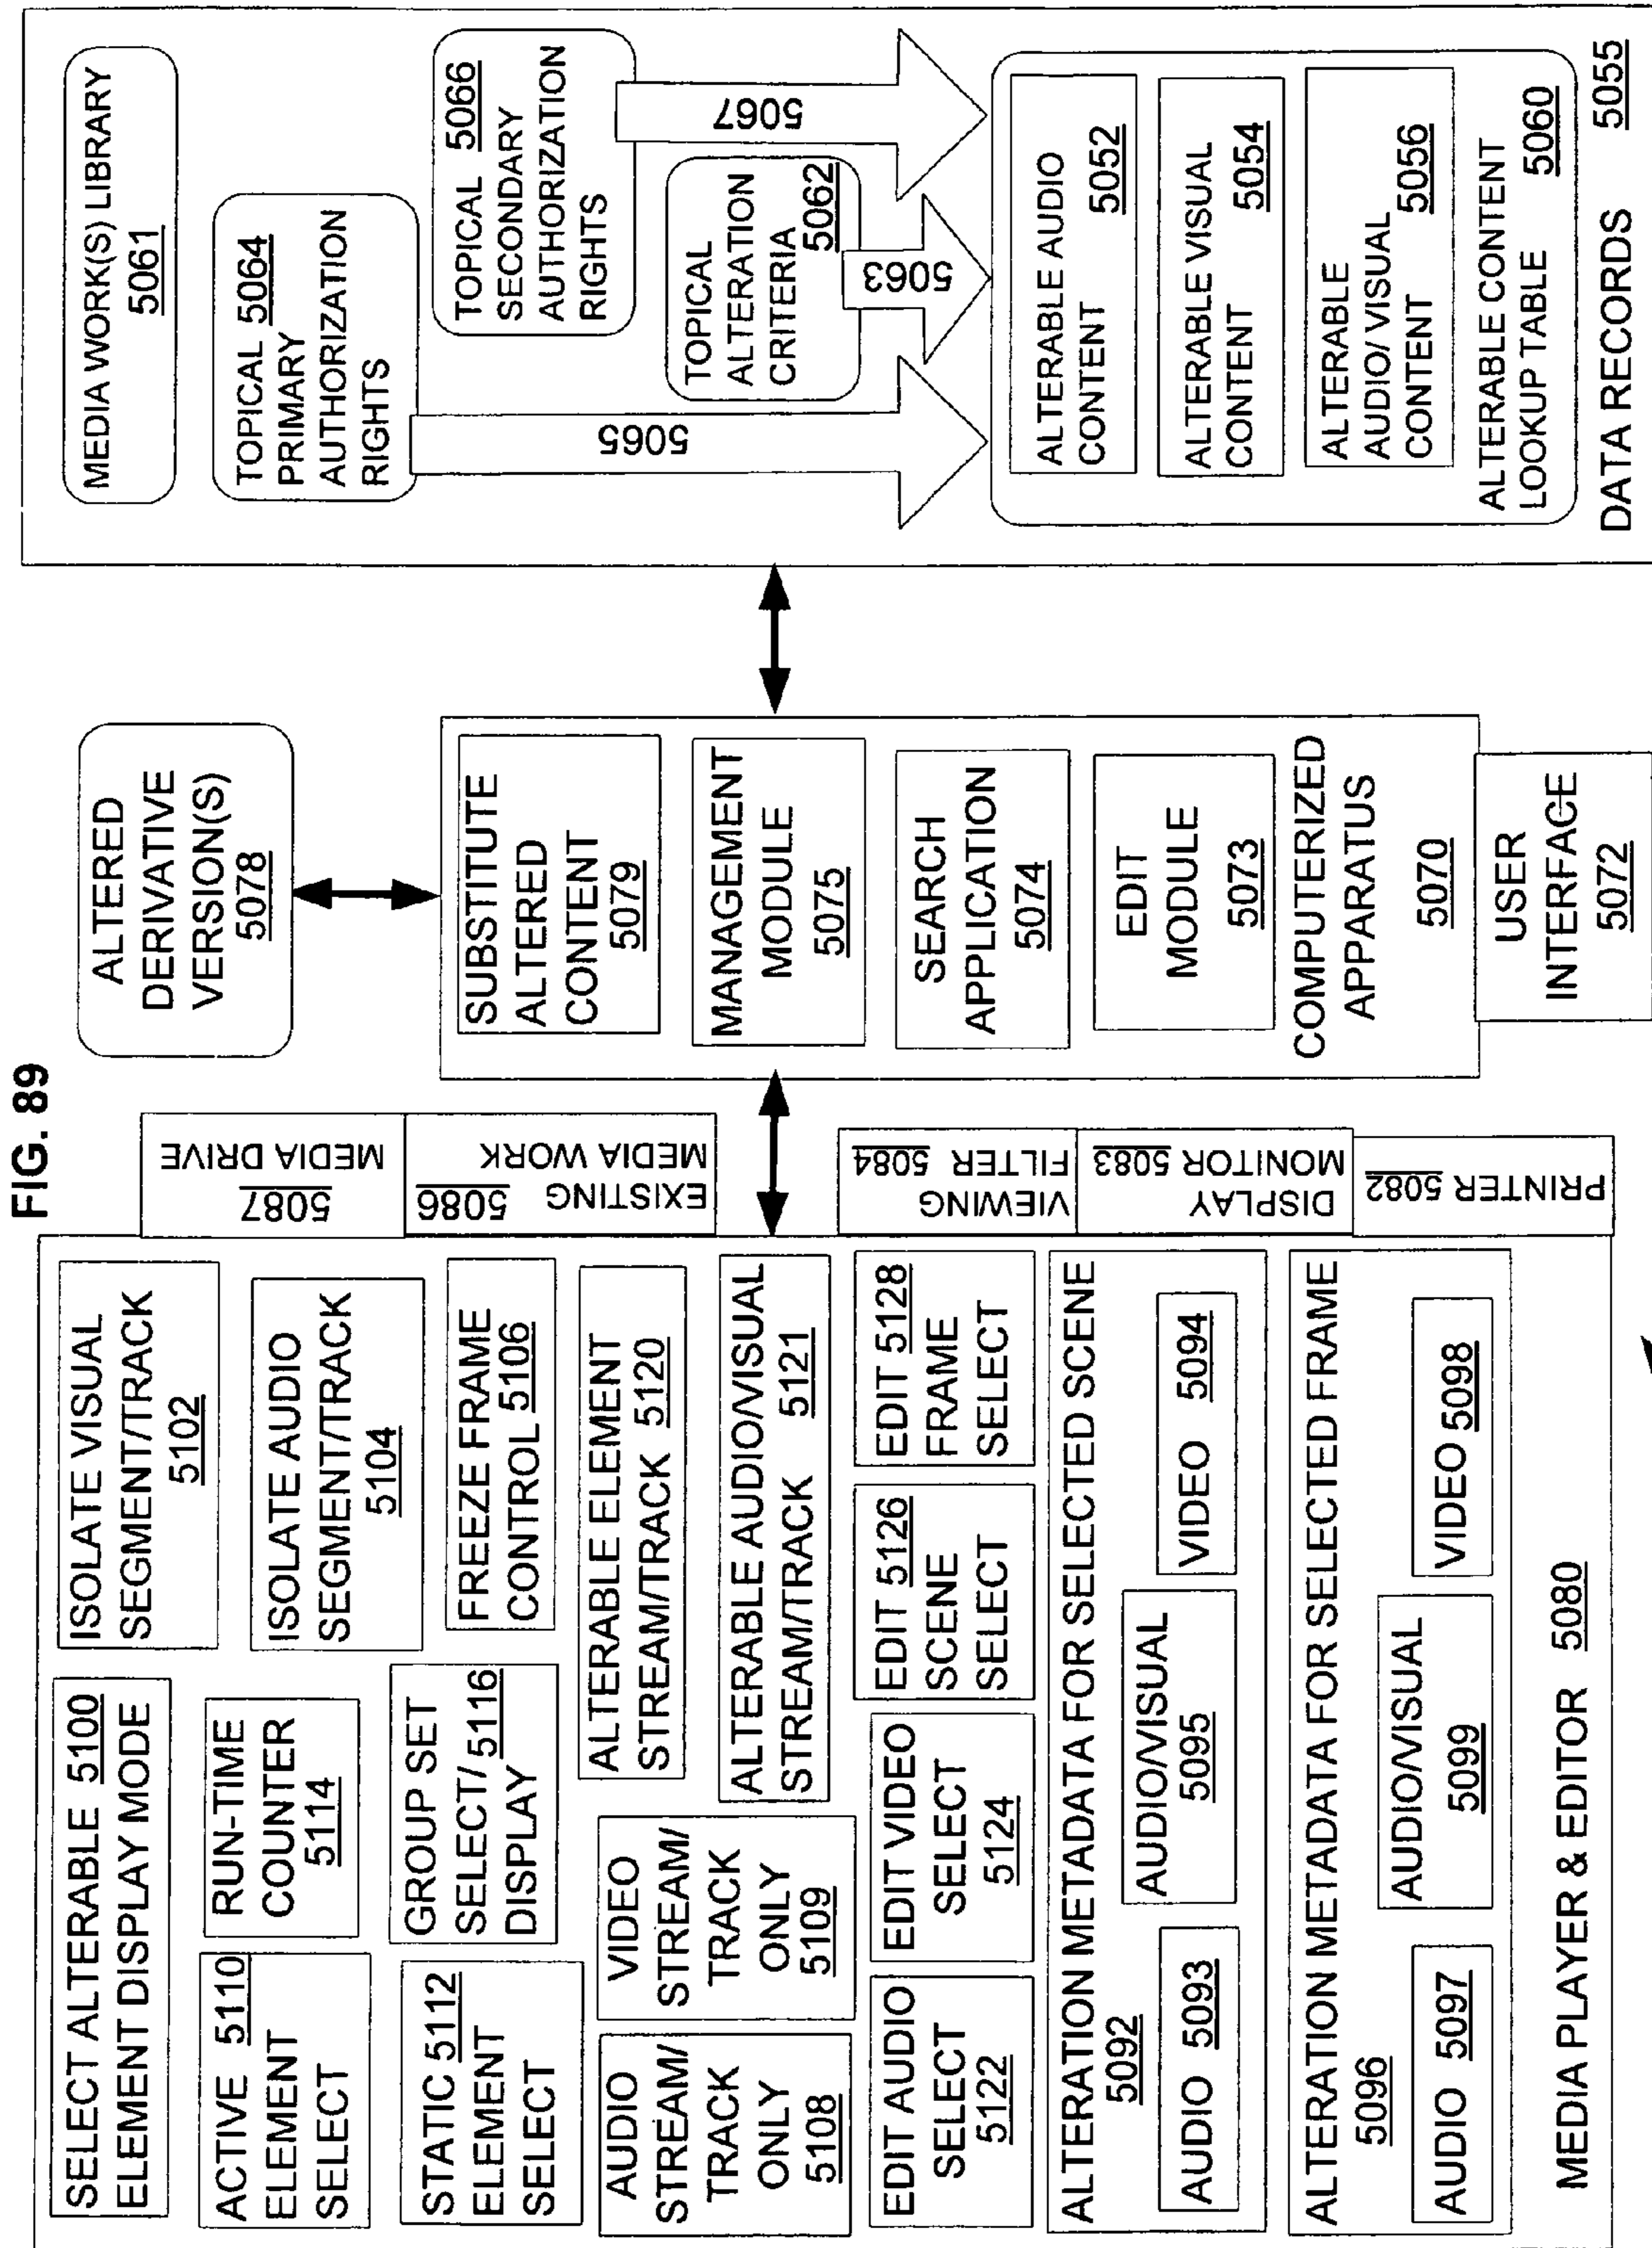 FIG. 89
SELECT ALTERABLE 5100
ELEMENT DISPLAY MODE
ISOLATE VISUAL
SEGMENT/TRACK
5102
ACTIVE 5110
ELEMENT
SELECT
RUN-TIME
COUNTER
5114
ISOLATE AUDIO
SEGMENT/TRACK
5104
STATIC 5112
ELEMENT
SELECT
GROUP SET
SELECT/ 5116
DISPLAY
FREEZE FRAME
CONTROL 5106
AUDIO
STREAM/
TRACK
ONLY
5108
VIDEO
STREAM/
TRACK
ONLY
5109
ALTERABLE ELEMENT
STREAM/TRACK 5120
ALTERABLE AUDIO/VISUAL
STREAM/TRACK 5121
EDIT AUDIO
SELECT
5122
EDIT VIDEO
SELECT
5124
EDIT 5126
SCENE
SELECT
EDIT 5128
FRAME
SELECT
ALTERATION METADATA FOR SELECTED SCENE
5092
AUDIO 5093
AUDIO/VISUAL
5095
VIDEO 5094
ALTERATION METADATA FOR SELECTED FRAME
5096
AUDIO 5097
AUDIO/VISUAL
5099
VIDEO 5098
MEDIA PLAYER & EDITOR 5080
MEDIA DRIVE
5087
EXISTING
MEDIA WORK
5086
VIEWING
FILTER 5084
DISPLAY
MONITOR 5083
PRINTER 5082
ALTERED
DERIVATIVE
VERSION(S)
5078
SUBSTITUTE
ALTERED
CONTENT
5079
MANAGEMENT
MODULE
5075
SEARCH
APPLICATION
5074
EDIT
MODULE
5073
COMPUTERIZED
APPARATUS
5070
USER
INTERFACE
5072
MEDIA WORK(S) LIBRARY
5061
TOPICAL 5064
PRIMARY
AUTHORIZATION
RIGHTS
TOPICAL 5066
SECONDARY
AUTHORIZATION
RIGHTS
TOPICAL
ALTERATION
CRITERIA 5062
5065
5063
5067
ALTERABLE AUDIO
CONTENT 5052
ALTERABLE VISUAL
CONTENT 5054
ALTERABLE
AUDIO/VISUAL
CONTENT 5056
ALTERABLE CONTENT
LOOKUP TABLE 5060
DATA RECORDS 5055